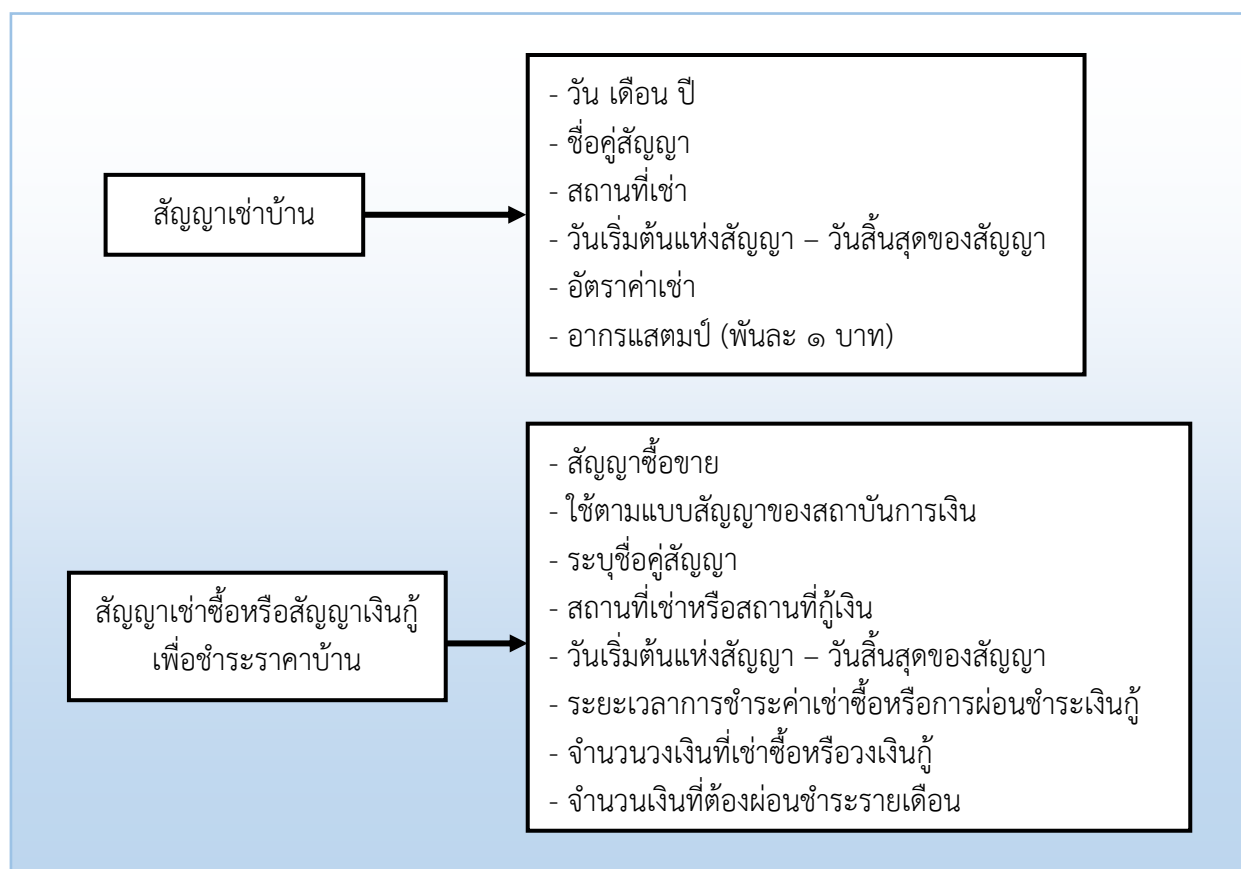 สัญญาเช่าบ้าน
- วัน เดือน ปี
- ชื่อคู่สัญญา
- สถานที่เช่า
- วันเริ่มต้นแห่งสัญญา – วันสิ้นสุดของสัญญา
- อัตราค่าเช่า
- อากรแสตมป์ (พันละ ๑ บาท)
สัญญาเช่าซื้อหรือสัญญาเงินกู้
เพื่อชำระราคาบ้าน
- สัญญาซื้อขาย
- ใช้ตามแบบสัญญาของสถาบันการเงิน
- ระบุชื่อคู่สัญญา
- สถานที่เช่าหรือสถานที่กู้เงิน
- วันเริ่มต้นแห่งสัญญา – วันสิ้นสุดของสัญญา
- ระยะเวลาการชำระค่าเช่าซื้อหรือการผ่อนชำระเงินกู้
- จำนวนวงเงินที่เช่าซื้อหรือวงเงินกู้
- จำนวนเงินที่ต้องผ่อนชำระรายเดือน